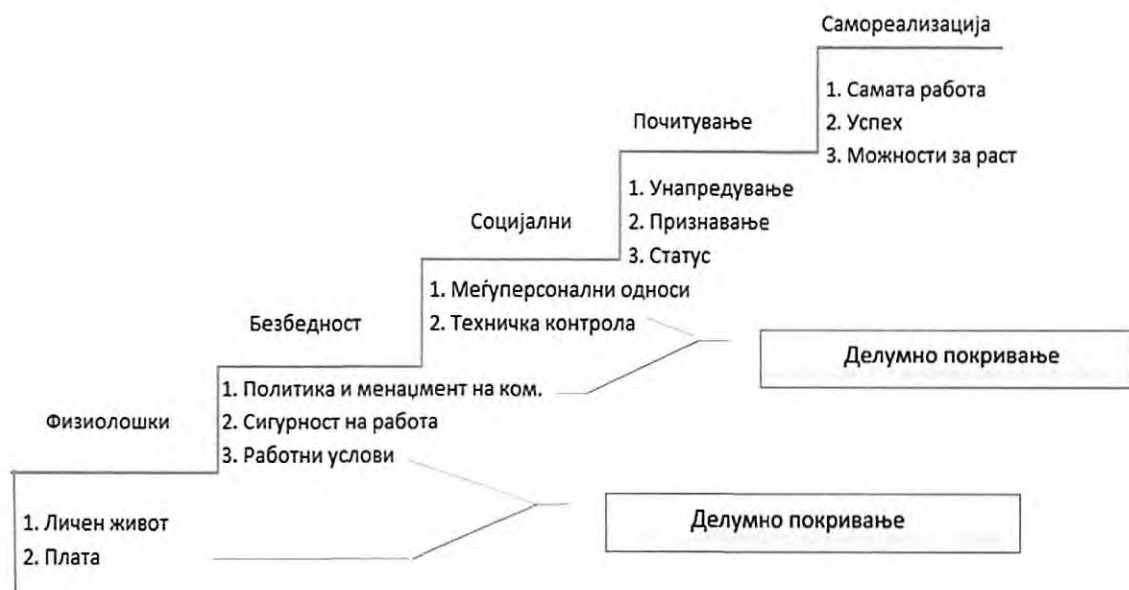 Самореализација
1. Самата работа
2. Успех
3. Можности за раст
Почитување
1. Унапредување
2. Признавање
3. Статус
Социјални
1. Меѓуперсонални односи
2. Техничка контрола
Делумно покривање
Безбедност
1. Политика и менаџмент на ком.
2. Сигурност на работа
3. Работни услови
Делумно покривање
Физиолошки
1. Личен живот
2. Плата